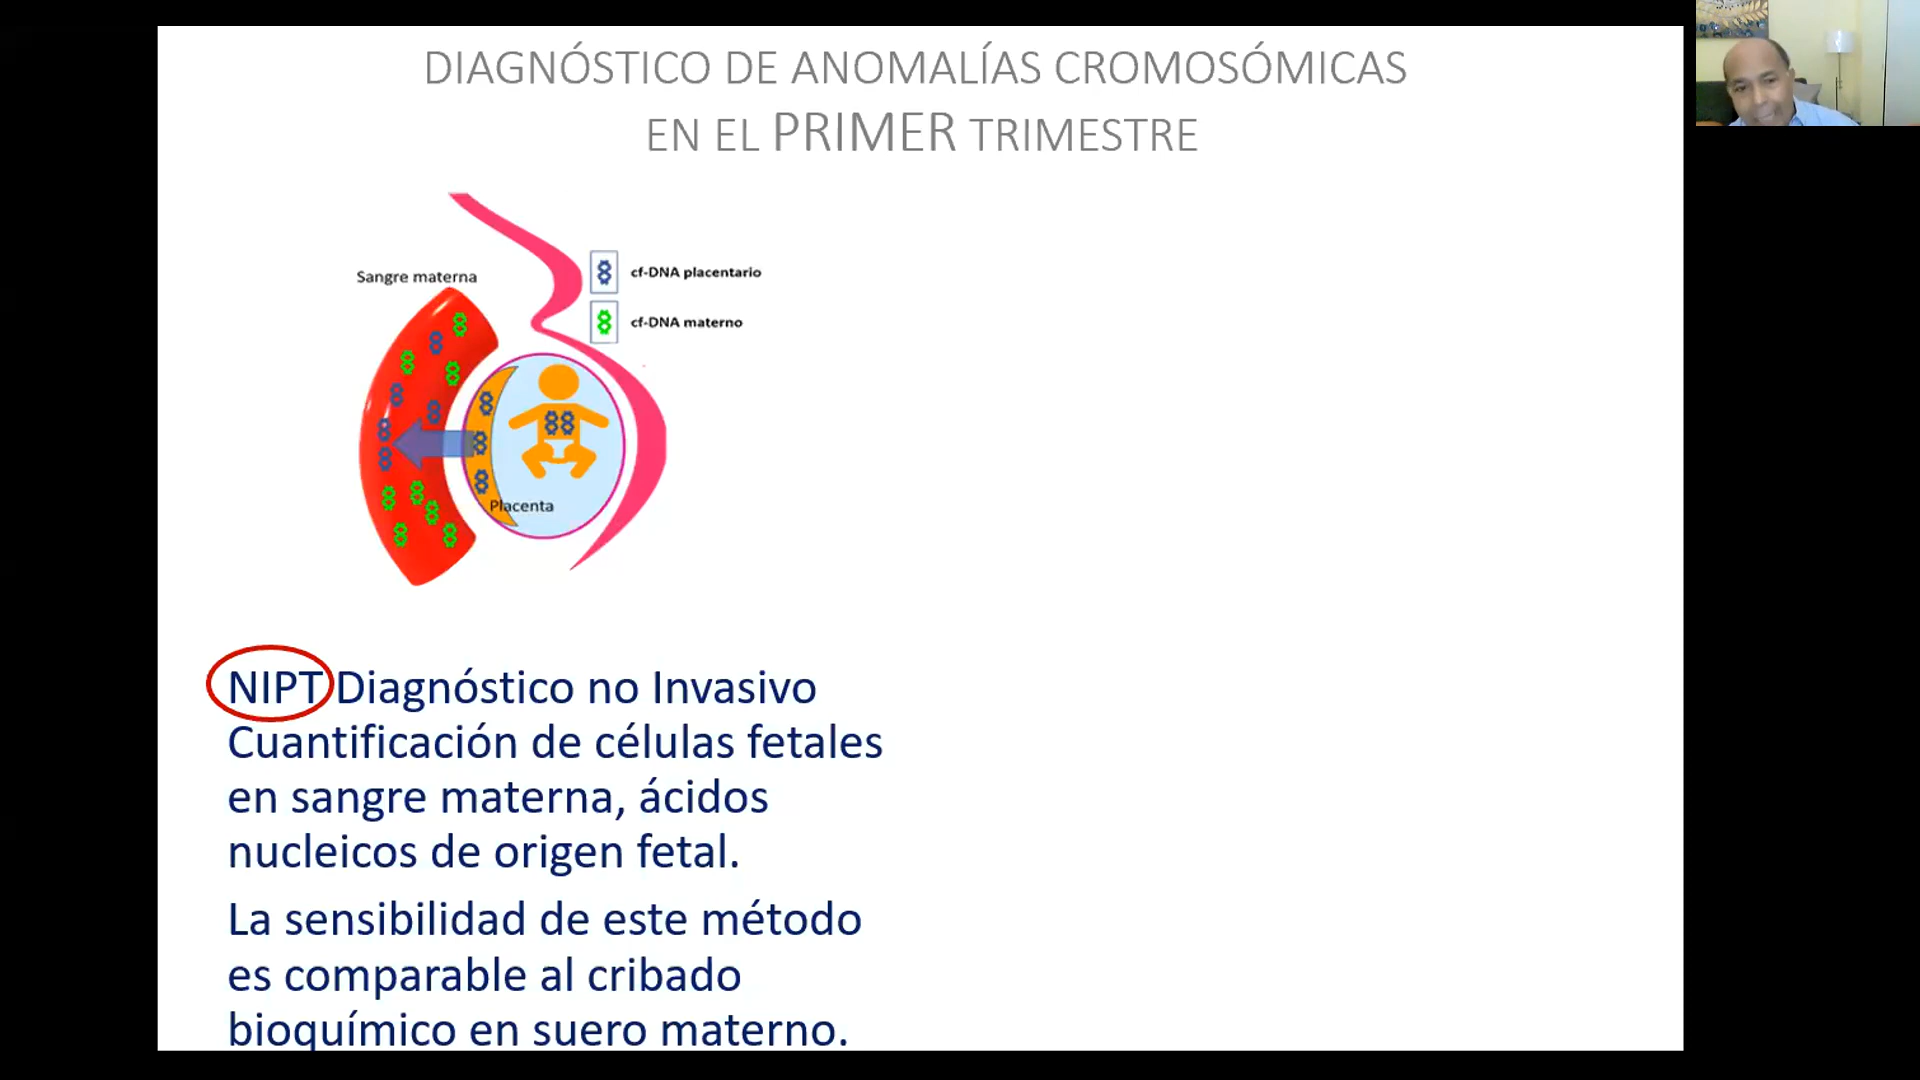 DIAGNÓSTICO DE ANOMALÍAS CROMOSÓMICAS
EN EL PRIMER TRIMESTRE
Sangre materna
cf-DNA placentario
cf-DNA materno
Placenta
NIPT Diagnóstico no Invasivo
Cuantificación de células fetales
en sangre materna, ácidos
nucleicos de origen fetal.
La sensibilidad de este método
es comparable al cribado
bioquímico en suero materno.